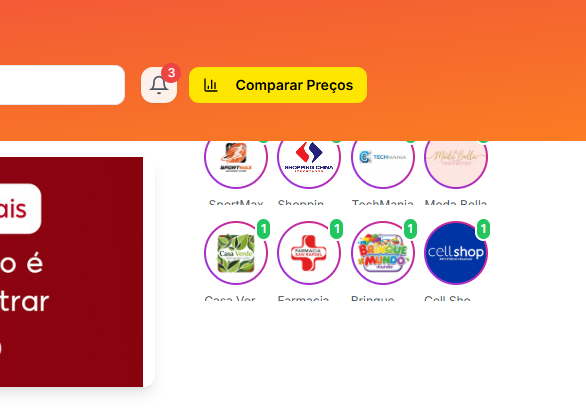 3
Comparar Preços
SPORTMAX
SHOPPING CHINA
IMPORTADOS
TECHMANIA
Moda Bella
SportMax
Shoppin
TechMania
Moda Bella
ais
o é
trar
1
1
1
1
Casa Verde
FARMACIA
SAN RAFAEL
BRINQUE
MUNDO
cellshop
Casa Ver
Farmacia
Brinque
Cell Sho